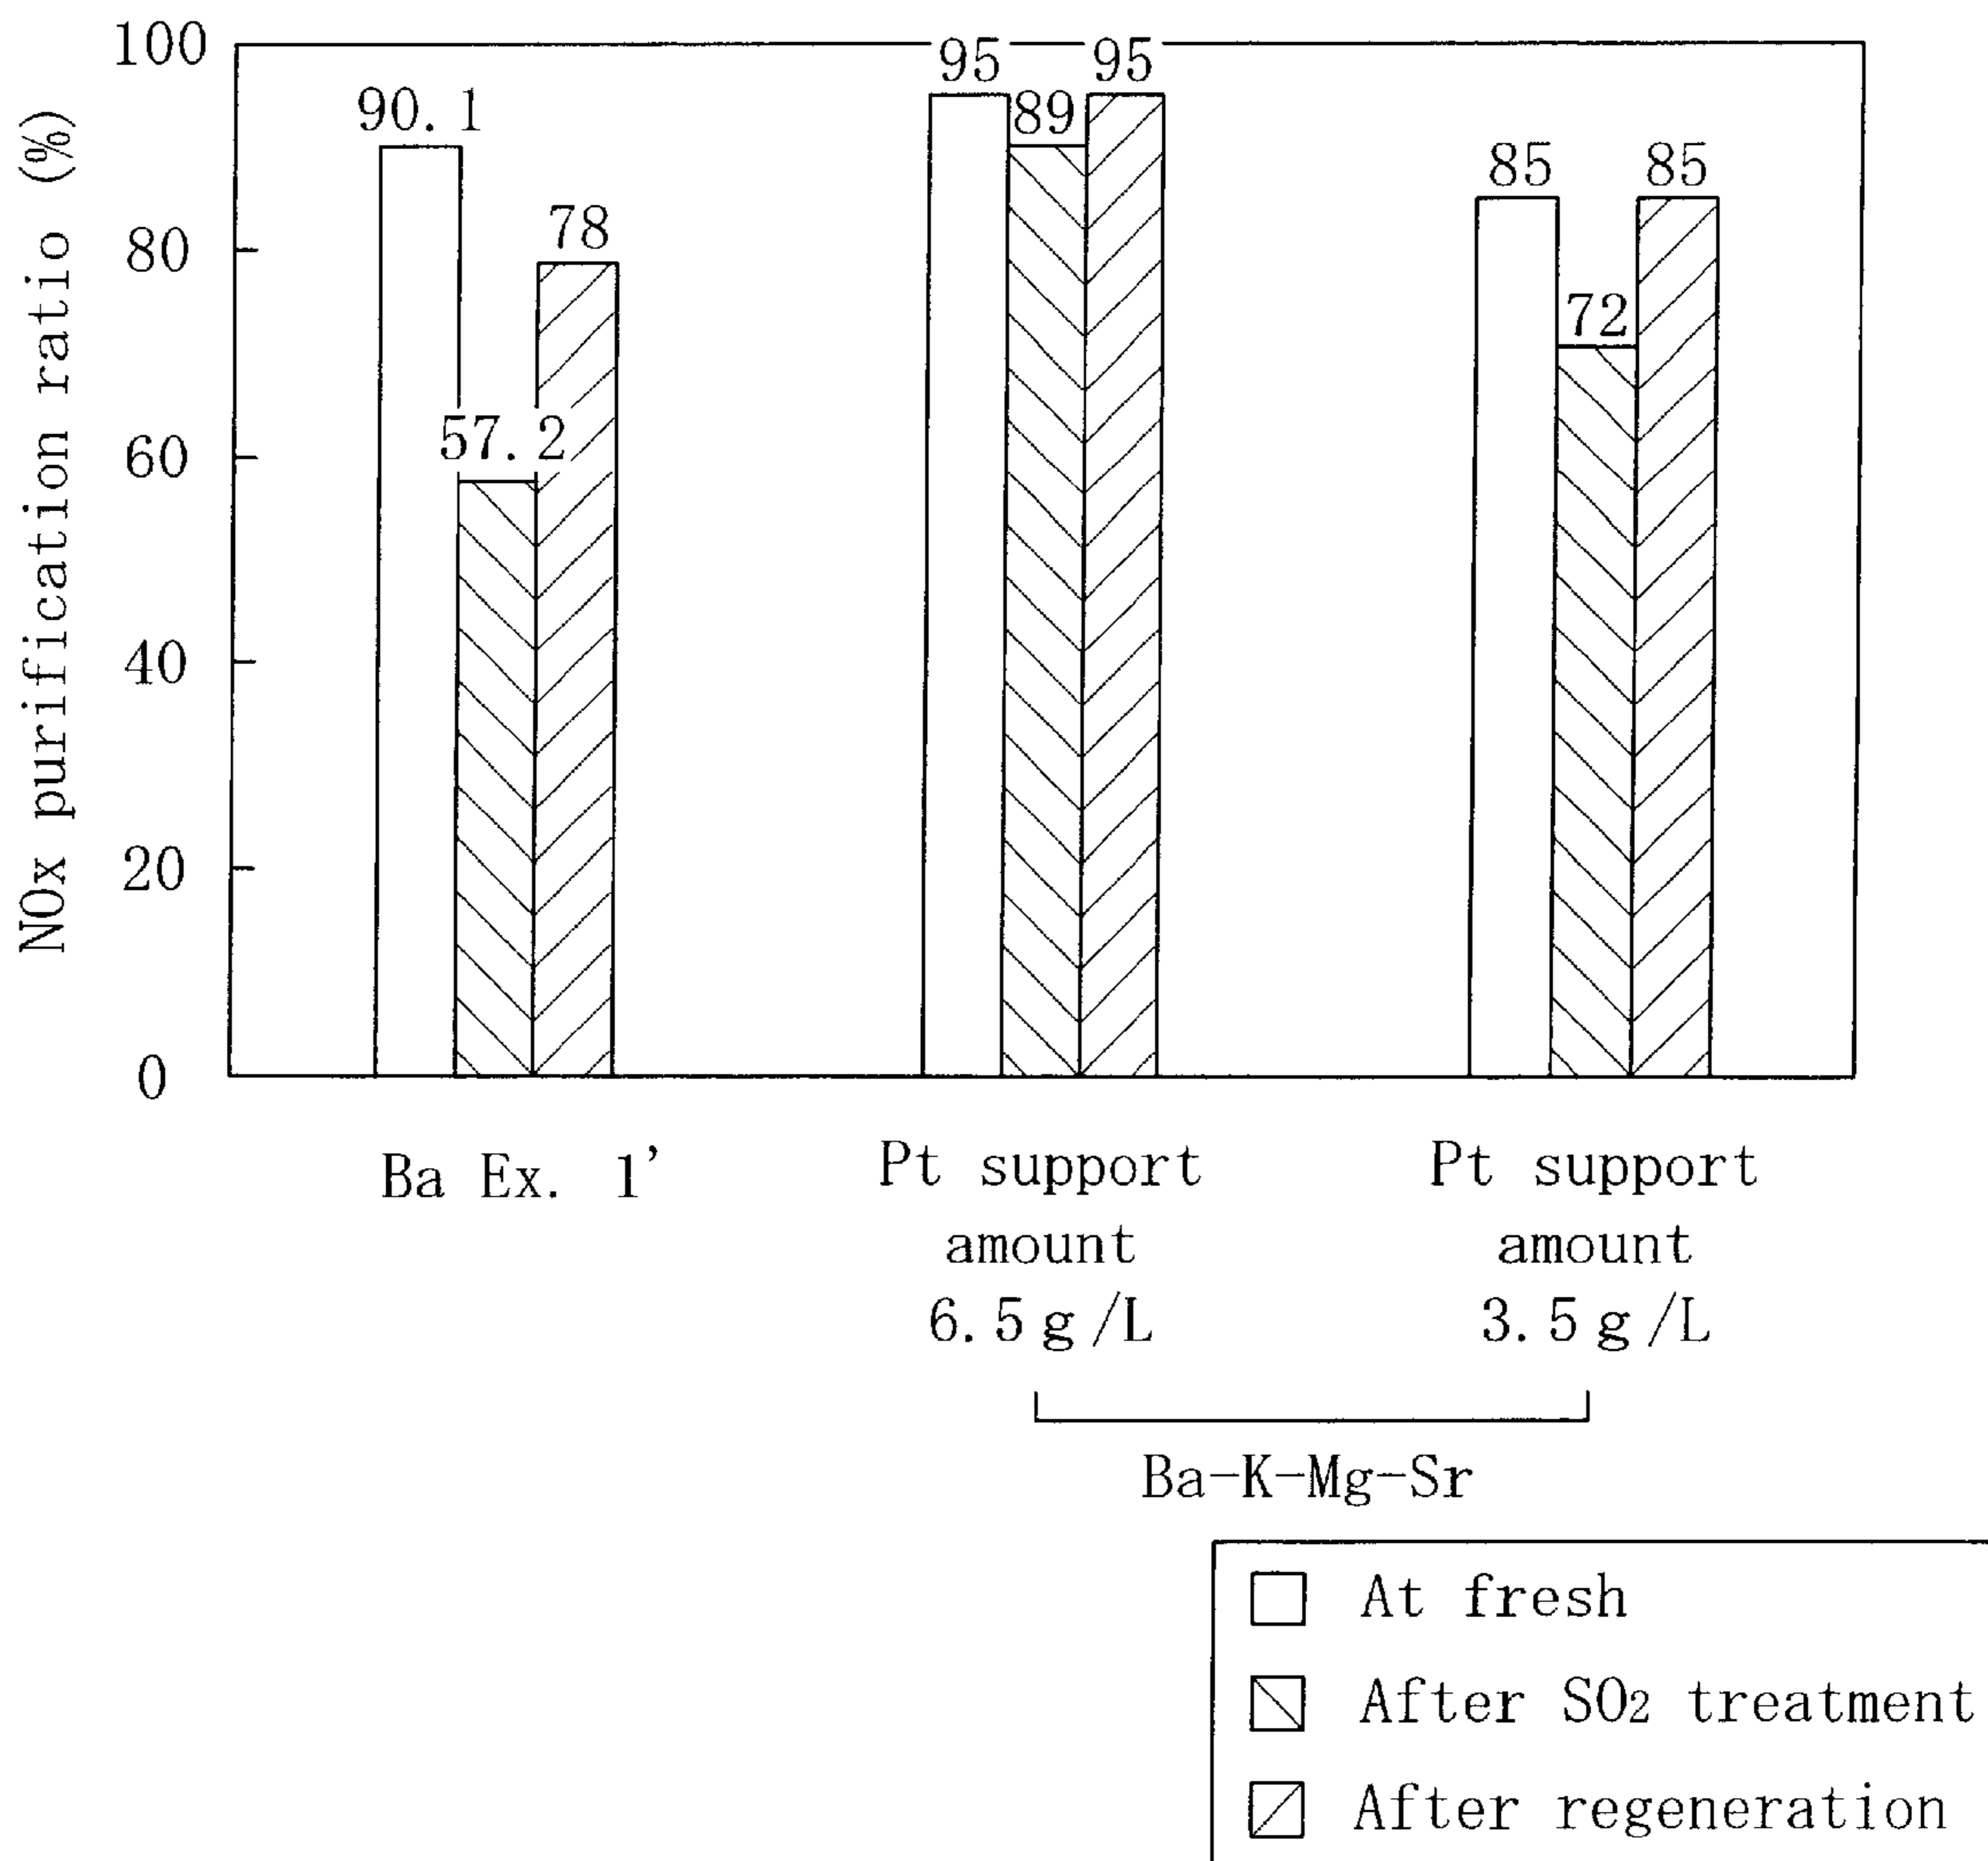 NOx purification ratio (%)
100
80
60
40
20
0
90.1
57.2
78
95
89
95
85
72
85
Ba Ex. 1'
Pt support
amount
6.5 g/L
Pt support
amount
3.5 g/L
Ba-K-Mg-Sr
At fresh
After SO2 treatment
After regeneration